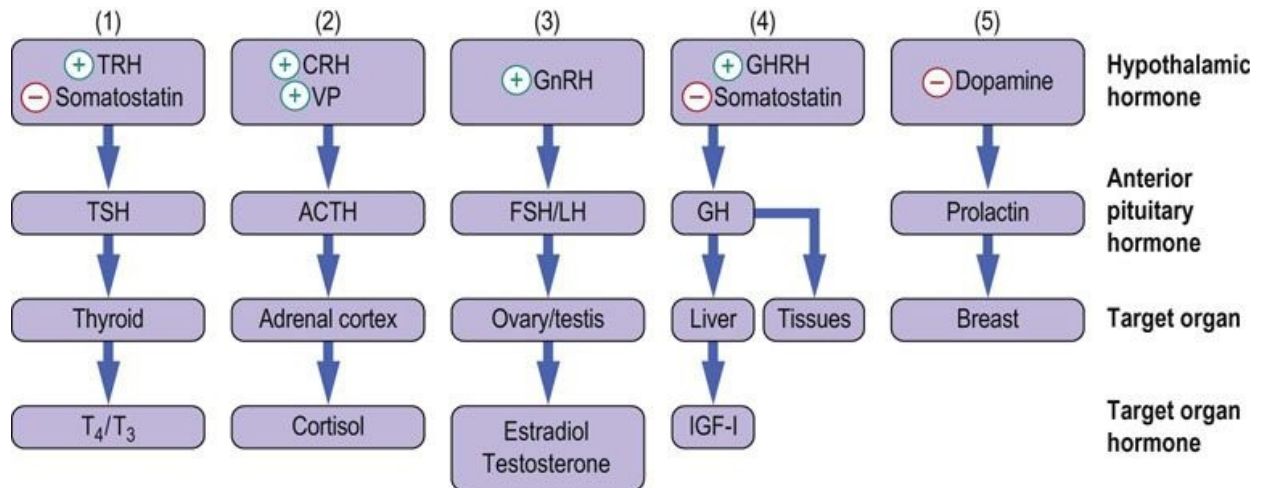 (1)
(2)
(3)
(4)
(5)
+ TRH
− Somatostatin
+ CRH
+ VP
+ GnRH
+ GHRH
− Somatostatin
− Dopamine
Hypothalamic
hormone
TSH
ACTH
FSH/LH
GH
Prolactin
Anterior
pituitary
hormone
Thyroid
Adrenal cortex
Ovary/testis
Liver
Tissues
Breast
Target organ
T₄/T₃
Cortisol
Estradiol
Testosterone
IGF-I
Target organ
hormone